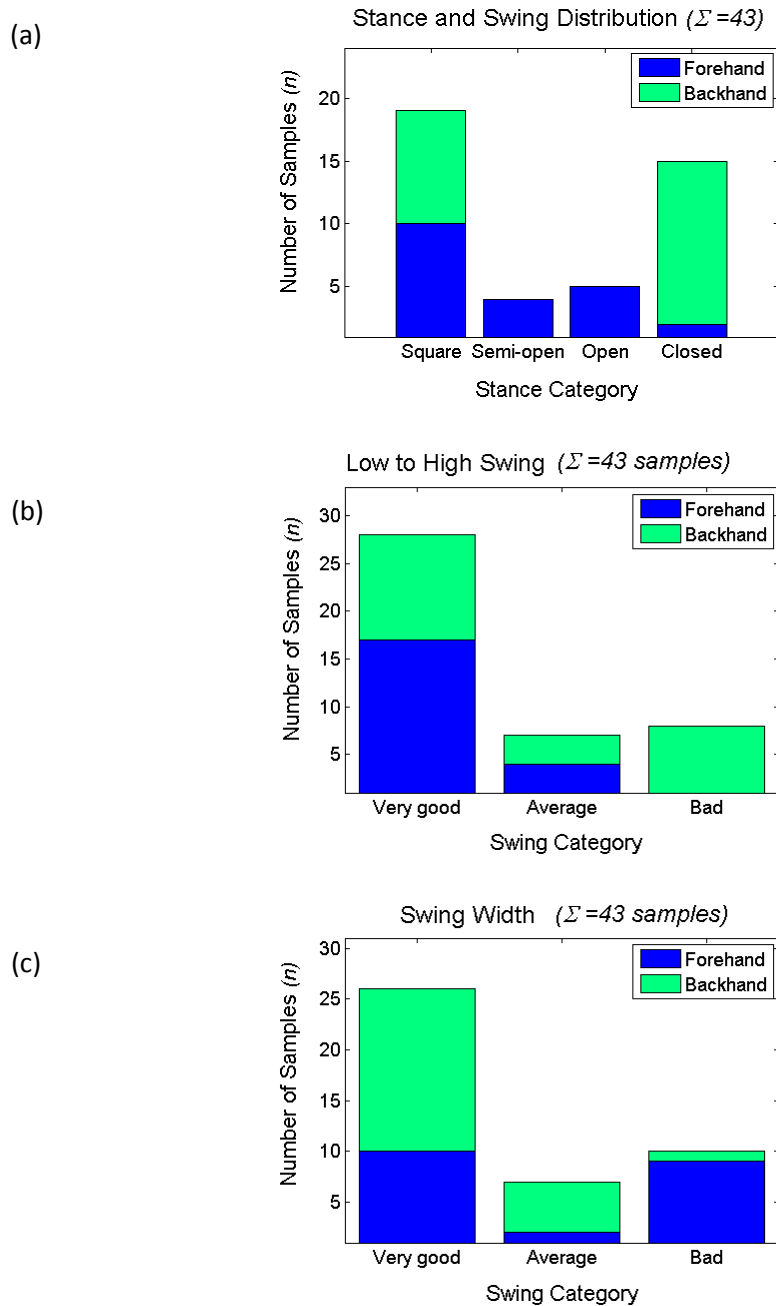 (a)
Stance and Swing Distribution (Σ =43)
Forehand
Backhand
Number of Samples (n)
20
15
10
5
Square Semi-open Open Closed
Stance Category
(b)
Low to High Swing (Σ =43 samples)
Forehand
Backhand
Number of Samples (n)
30
25
20
15
10
5
Very good Average Bad
Swing Category
(c)
Swing Width (Σ =43 samples)
Forehand
Backhand
Number of Samples (n)
30
25
20
15
10
5
Very good Average Bad
Swing Category